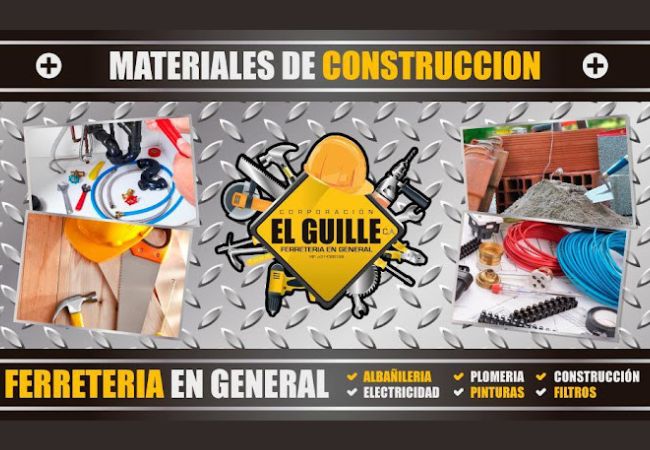 MATERIALES DE CONSTRUCCION
CORPORACIÓN
EL GUILLE C.A
FERRETERIA EN GENERAL
FERRETERIA EN GENERAL
ALBAÑILERIA
PLOMERIA
CONSTRUCCIÓN
ELECTRICIDAD
PINTURAS
FILTROS